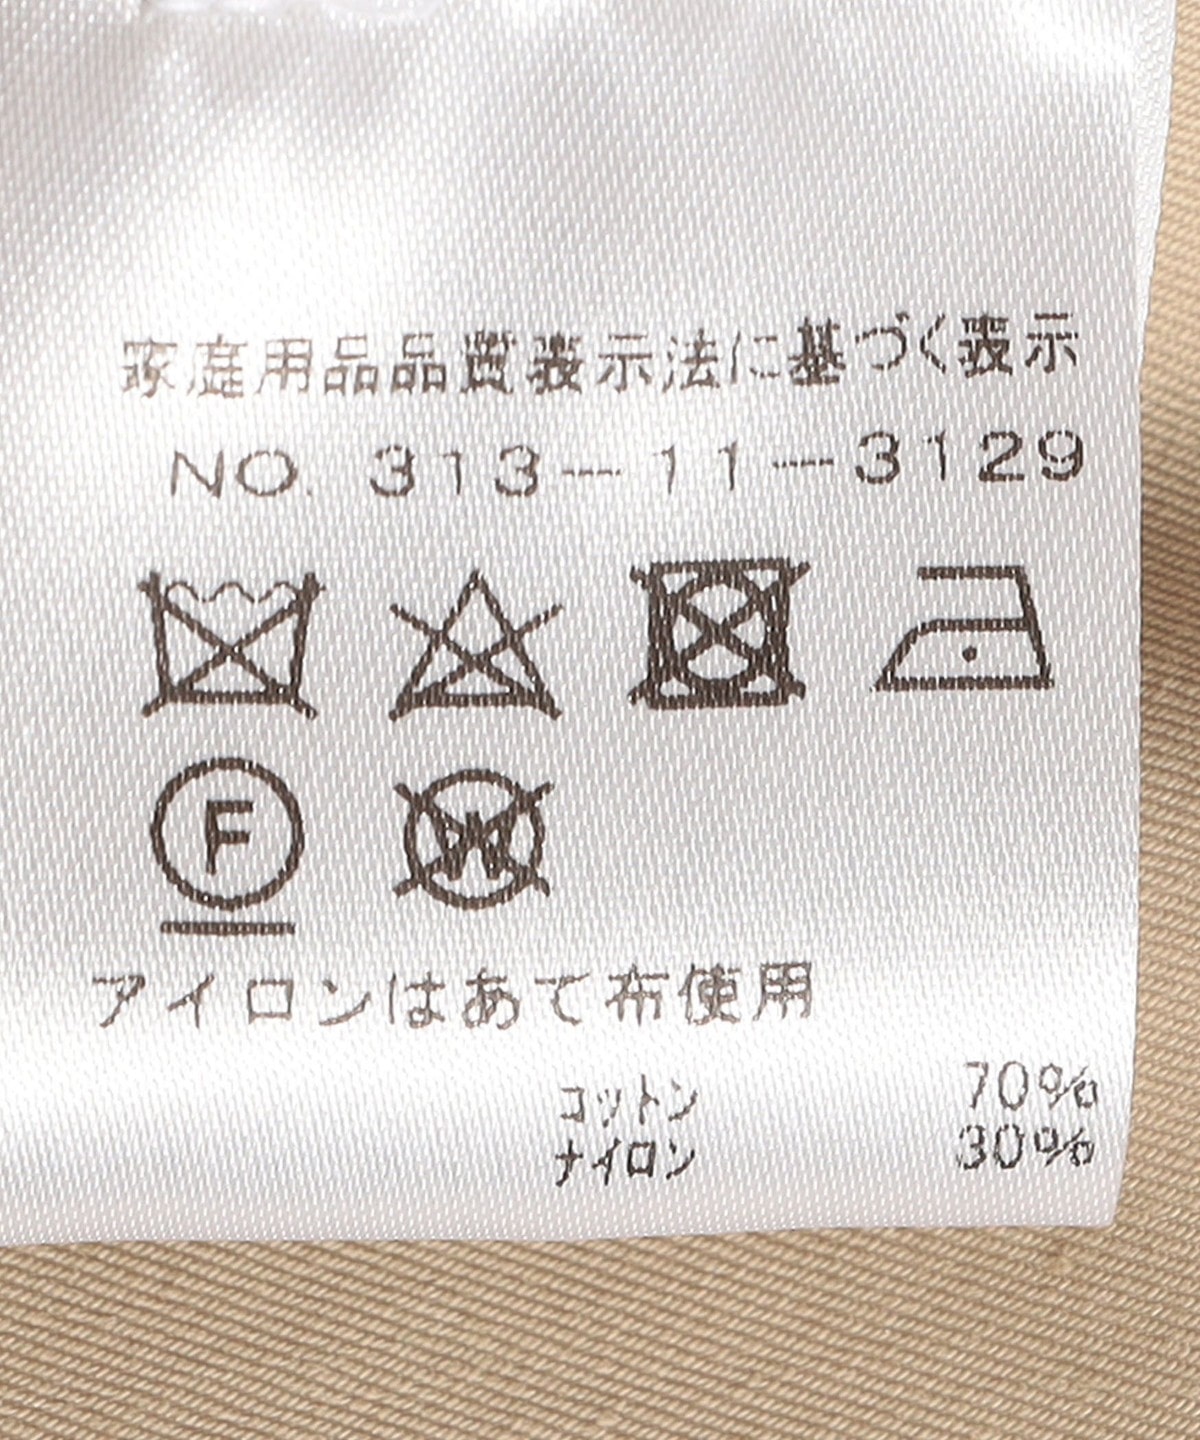 家庭用品品質表示法に基づく表示
NO. 313-11-3129
F
W
アイロンはあて布使用
コットン 70%
ナイロン 30%